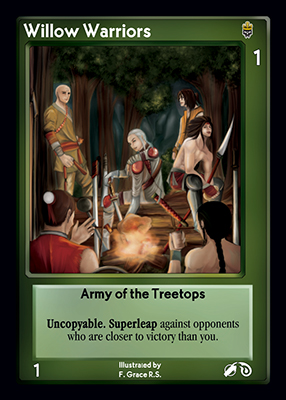 Willow Warriors
1
Army of the Treetops
Uncopyable. Superleap against opponents
who are closer to victory than you.
1
Illustrated by
F. Grace R.S.